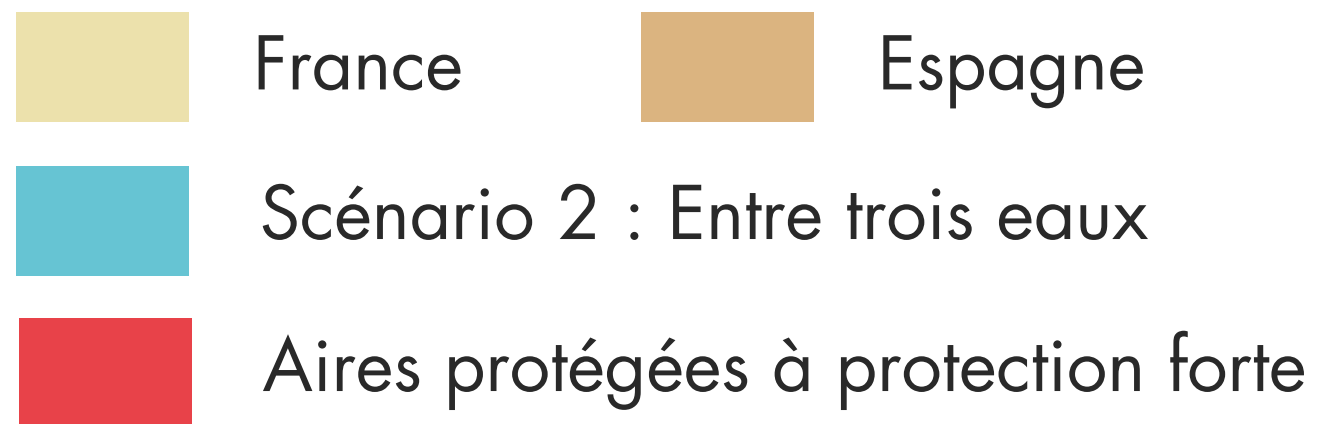 France Espagne
Scénario 2 : Entre trois eaux
Aires protégées à protection forte